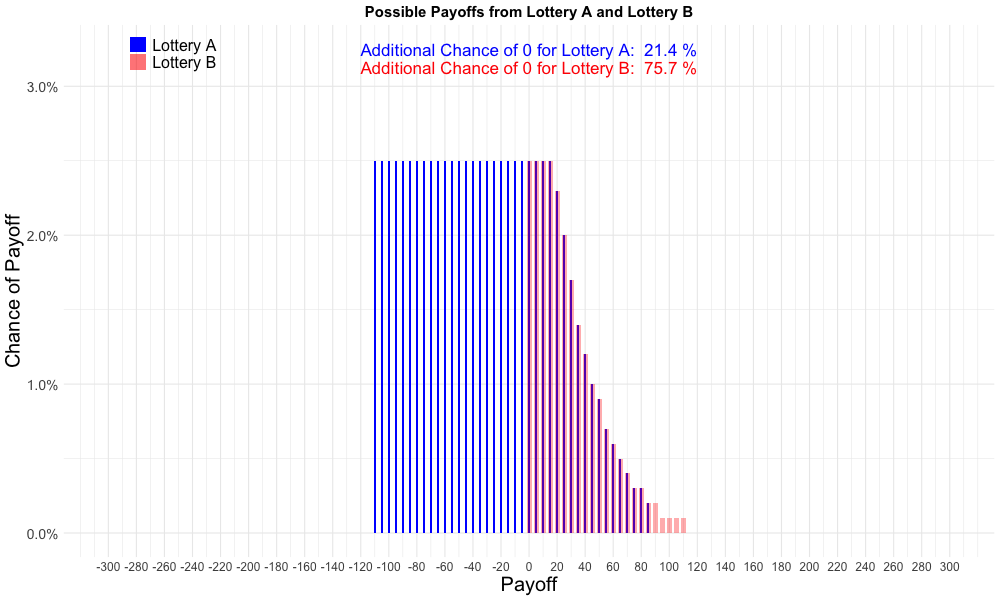 Possible Payoffs from Lottery A and Lottery B
Lottery A
Lottery B
Additional Chance of 0 for Lottery A: 21.4 %
Additional Chance of 0 for Lottery B: 75.7 %
3.0%
2.0%
1.0%
0.0%
Chance of Payoff
-300 -280 -260 -240 -220 -200 -180 -160 -140 -120 -100 -80 -60 -40 -20 0 20 40 60 80 100 120 140 160 180 200 220 240 260 280 300
Payoff